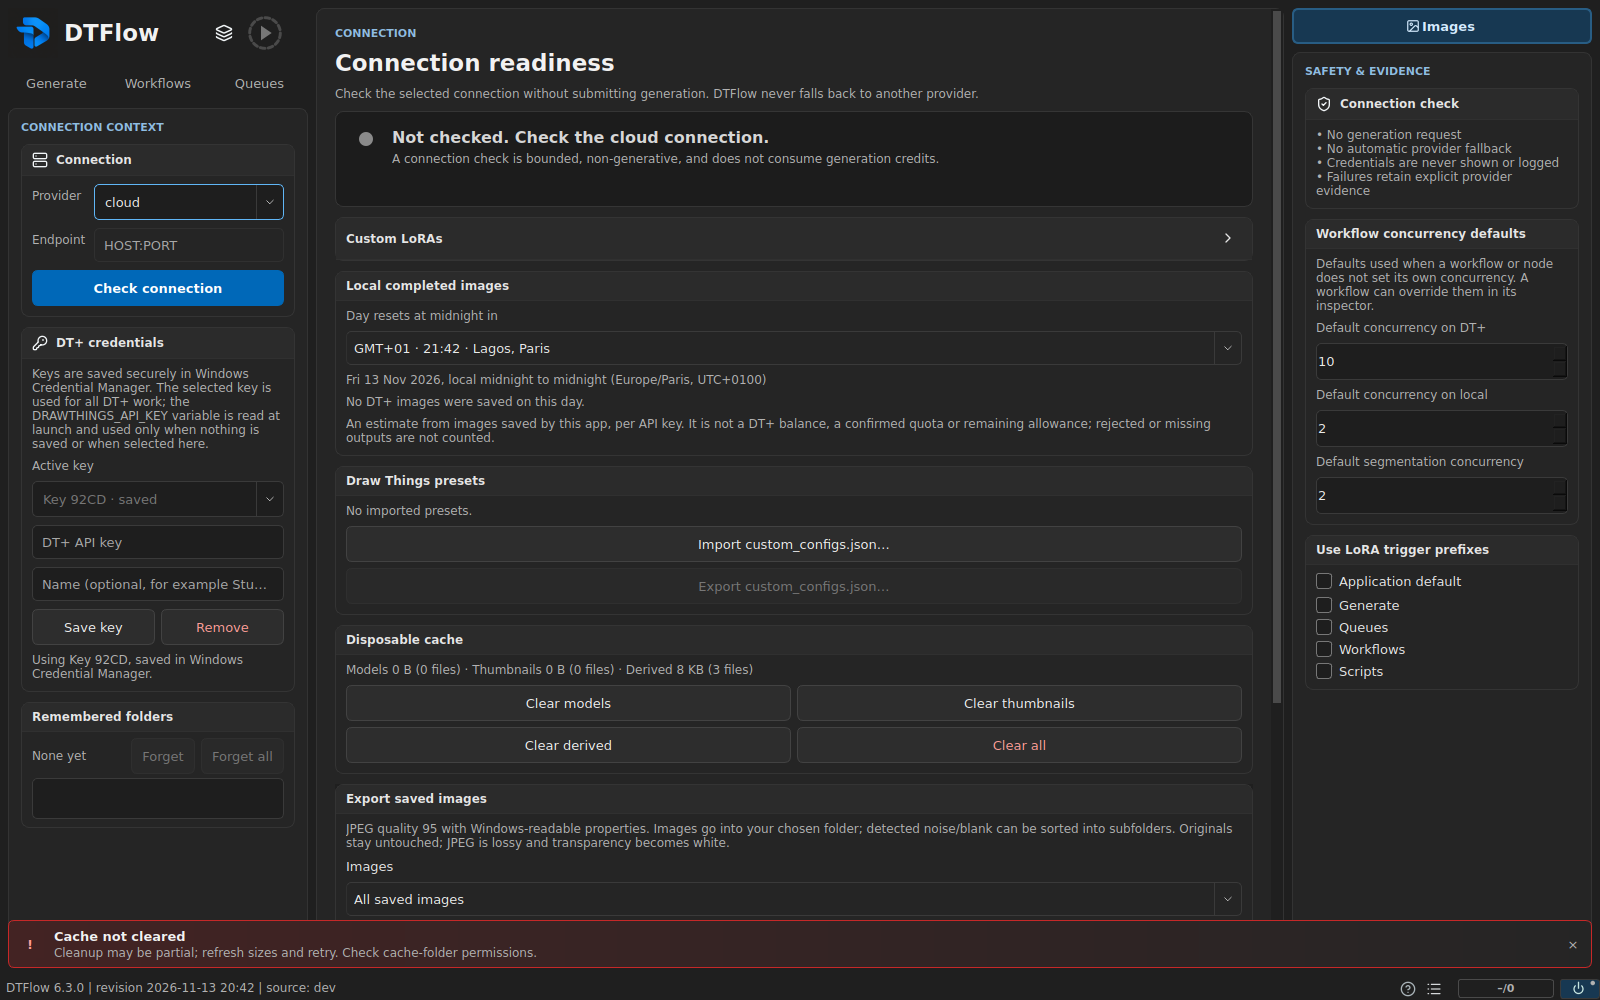 DTFlow
Generate
Workflows
Queues
CONNECTION CONTEXT
Connection
Provider
cloud
Endpoint
HOST:PORT
Check connection
DT+ credentials
Keys are saved securely in Windows
Credential Manager. The selected key is
used for all DT+ work; the
DRAWTHINGS_API_KEY variable is read at
launch and used only when nothing is
saved or when selected here.
Active key
Key 92CD · saved
DT+ API key
Name (optional, for example Stu...
Save key
Remove
Using Key 92CD, saved in Windows
Credential Manager.
Remembered folders
None yet
Forget
Forget all
CONNECTION
Connection readiness
Check the selected connection without submitting generation. DTFlow never falls back to another provider.
Not checked. Check the cloud connection.
A connection check is bounded, non-generative, and does not consume generation credits.
Custom LoRAs
Local completed images
Day resets at midnight in
GMT+01 · 21:42 · Lagos, Paris
Fri 13 Nov 2026, local midnight to midnight (Europe/Paris, UTC+0100)
No DT+ images were saved on this day.
An estimate from images saved by this app, per API key. It is not a DT+ balance, a confirmed quota or remaining allowance; rejected or missing
outputs are not counted.
Draw Things presets
No imported presets.
Import custom_configs.json...
Export custom_configs.json...
Disposable cache
Models 0 B (0 files) · Thumbnails 0 B (0 files) · Derived 8 KB (3 files)
Clear models
Clear thumbnails
Clear derived
Clear all
Export saved images
JPEG quality 95 with Windows-readable properties. Images go into your chosen folder; detected noise/blank can be sorted into subfolders. Originals
stay untouched; JPEG is lossy and transparency becomes white.
Images
All saved images
Images
SAFETY & EVIDENCE
Connection check
• No generation request
• No automatic provider fallback
• Credentials are never shown or logged
• Failures retain explicit provider
evidence
Workflow concurrency defaults
Defaults used when a workflow or node
does not set its own concurrency. A
workflow can override them in its
inspector.
Default concurrency on DT+
10
Default concurrency on local
2
Default segmentation concurrency
2
Use LoRA trigger prefixes
Application default
Generate
Queues
Workflows
Scripts
! Cache not cleared
Cleanup may be partial; refresh sizes and retry. Check cache-folder permissions.
DTFlow 6.3.0 | revision 2026-11-13 20:42 | source: dev
–/0